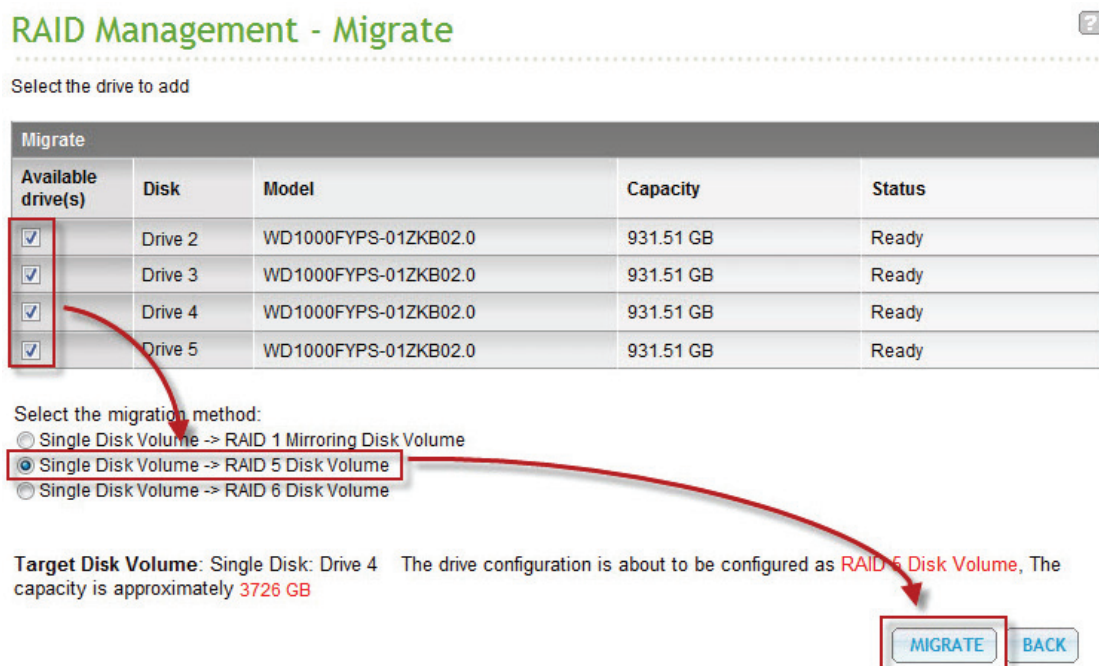 RAID Management - Migrate
?
Select the drive to add
Migrate
Available drive(s) Disk Model Capacity Status
Drive 2 WD1000FYPS-01ZKB02.0 931.51 GB Ready
Drive 3 WD1000FYPS-01ZKB02.0 931.51 GB Ready
Drive 4 WD1000FYPS-01ZKB02.0 931.51 GB Ready
Drive 5 WD1000FYPS-01ZKB02.0 931.51 GB Ready
Select the migration method:
Single Disk Volume -> RAID 1 Mirroring Disk Volume
Single Disk Volume -> RAID 5 Disk Volume
Single Disk Volume -> RAID 6 Disk Volume
Target Disk Volume: Single Disk: Drive 4 The drive configuration is about to be configured as RAID 5 Disk Volume, The
capacity is approximately 3726 GB
MIGRATE BACK